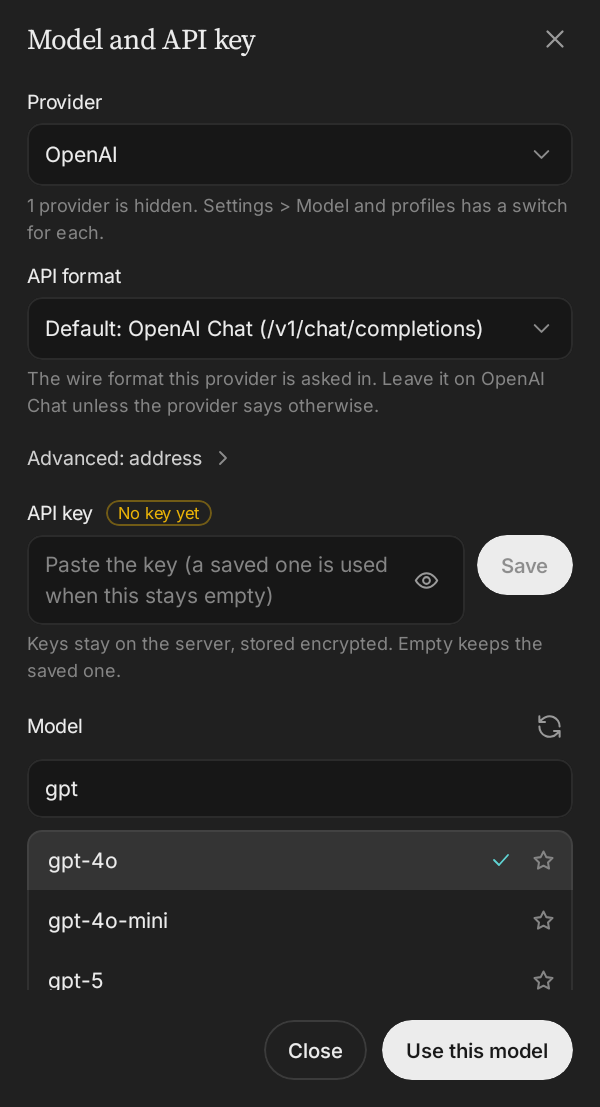 Model and API key
Provider
OpenAI
1 provider is hidden. Settings > Model and profiles has a switch
for each.
API format
Default: OpenAI Chat (/v1/chat/completions)
The wire format this provider is asked in. Leave it on OpenAI
Chat unless the provider says otherwise.
Advanced: address
API key No key yet
Paste the key (a saved one is used
when this stays empty)
Save
Keys stay on the server, stored encrypted. Empty keeps the
saved one.
Model
gpt
gpt-4o
gpt-4o-mini
gpt-5
Close Use this model